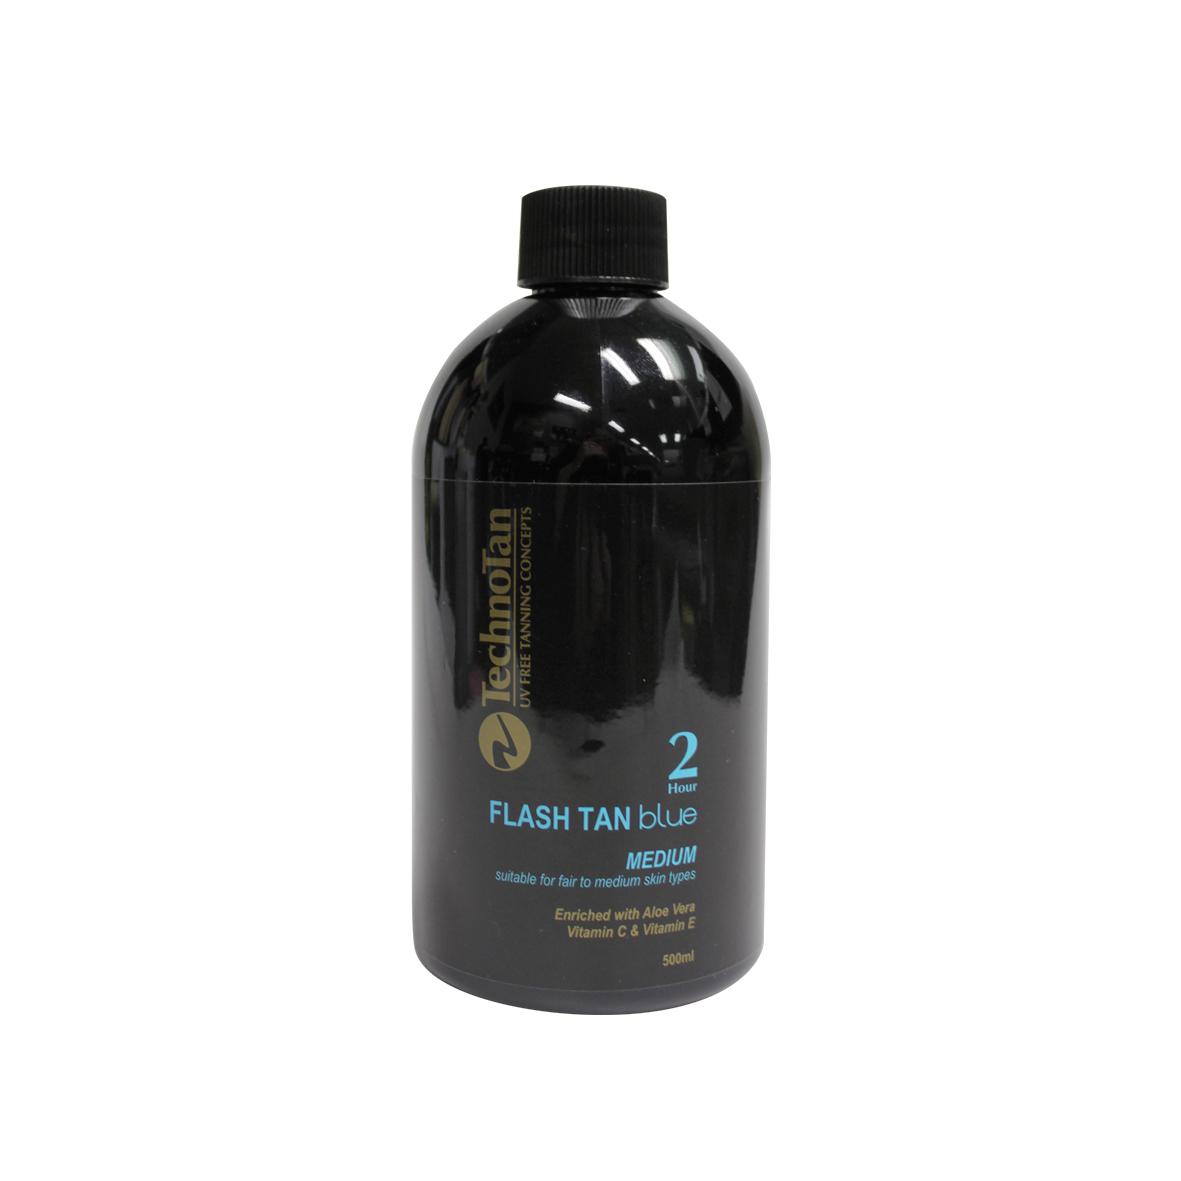 TechnoTan
UV FREE TANNING CONCEPTS
2
Hour
FLASH TAN blue
MEDIUM
suitable for fair to medium skin types
Enriched with Aloe Vera
Vitamin C & Vitamin E
500ml